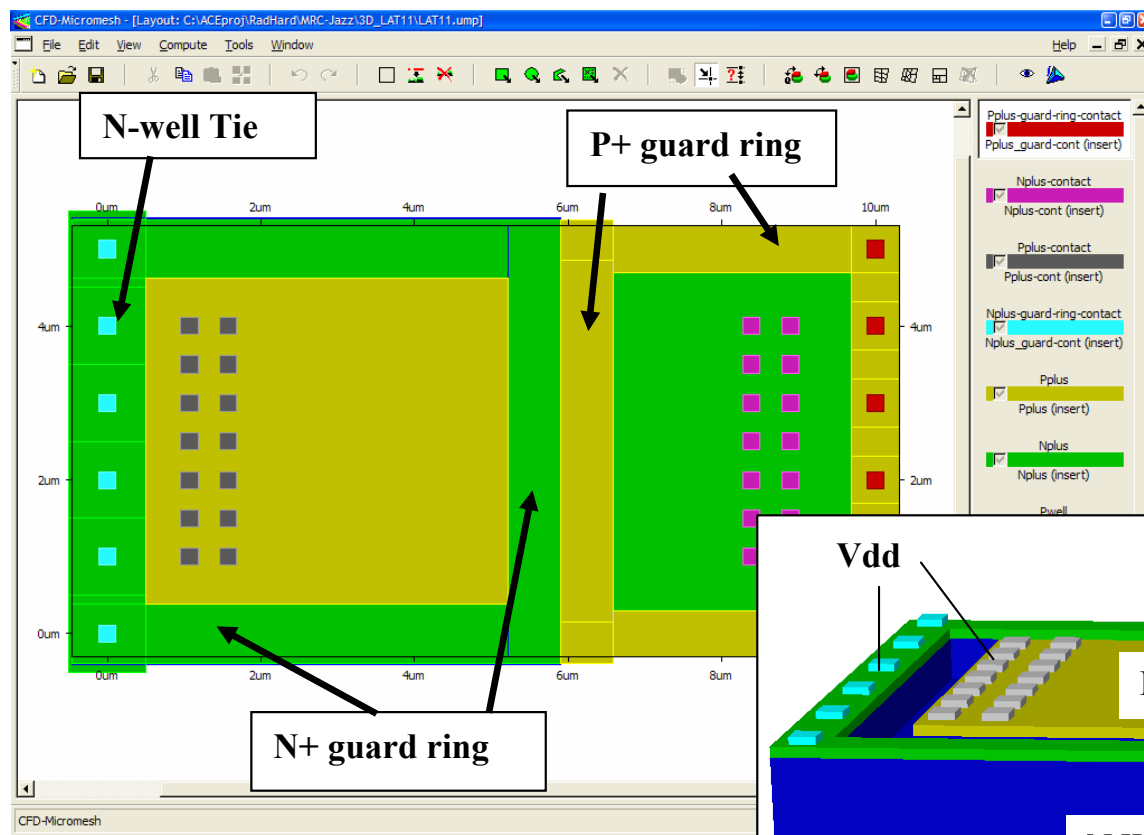 CFD-Micromesh - [Layout: C:\ACEproj\RadHard\MRC-Jazz\3D_LAT11\LAT11.ump]
File Edit View Compute Tools Window Help
N-well Tie
P+ guard ring
0um 2um 4um 6um 8um 10um
4um 4um
2um 2um
0um
0um 2um 4um 6um 8um
N+ guard ring
Pplus-guard-ring-contact
Pplus_guard-cont (insert)
Nplus-contact
Nplus-cont (insert)
Pplus-contact
Pplus-cont (insert)
Nplus-guard-ring-contact
Nplus_guard-cont (insert)
Pplus
Pplus (insert)
Nplus
Nplus (insert)
Pwell
Vdd
CFD-Micromesh